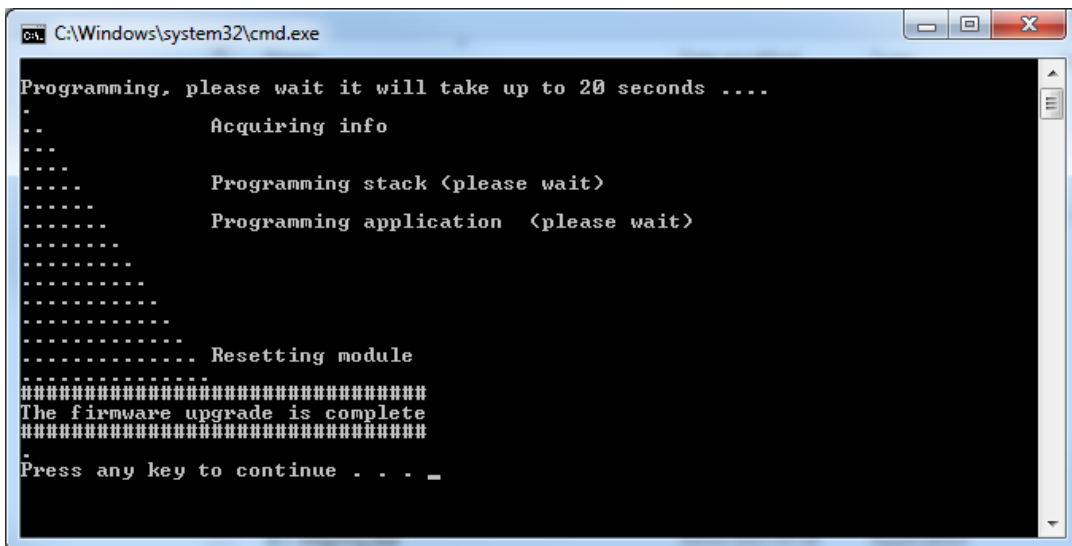 C:\Windows\system32\cmd.exe
Programming, please wait it will take up to 20 seconds ....
.
..               Acquiring info
...
....
.....            Programming stack (please wait)
......
.......          Programming application  (please wait)
........
.........
..........
...........
............
.............
.............. Resetting module
...............
################################
The firmware upgrade is complete
################################
.
Press any key to continue . . . _